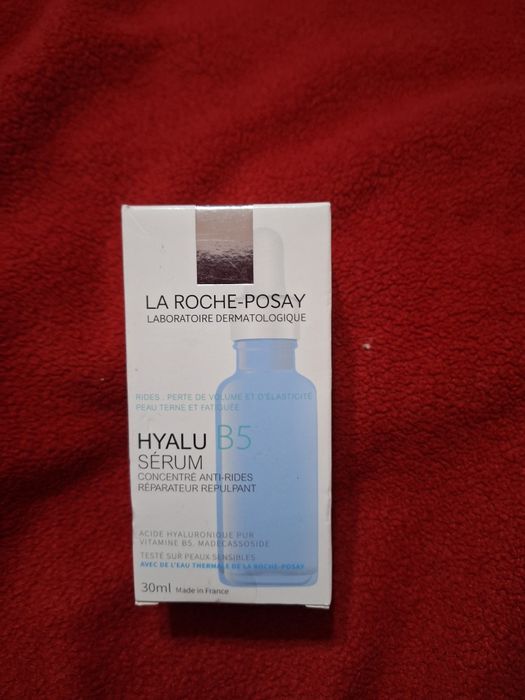 LA ROCHE-POSAY
LABORATOIRE DERMATOLOGIQUE
RIDES . PERTE DE VOLUME ET D'ÉLASTICITÉ
PEAU TERNE ET FATIGUÉE
HYALU B5
SÉRUM
CONCENTRÉ ANTI-RIDES
RÉPARATEUR REPULPANT
ACIDE HYALURONIQUE PUR
VITAMINE B5. MADECASSOSIDE
TESTÉ SUR PEAUX SENSIBLES
AVEC DE L'EAU THERMALE DE LA ROCHE-POSAY
30ml Made in France